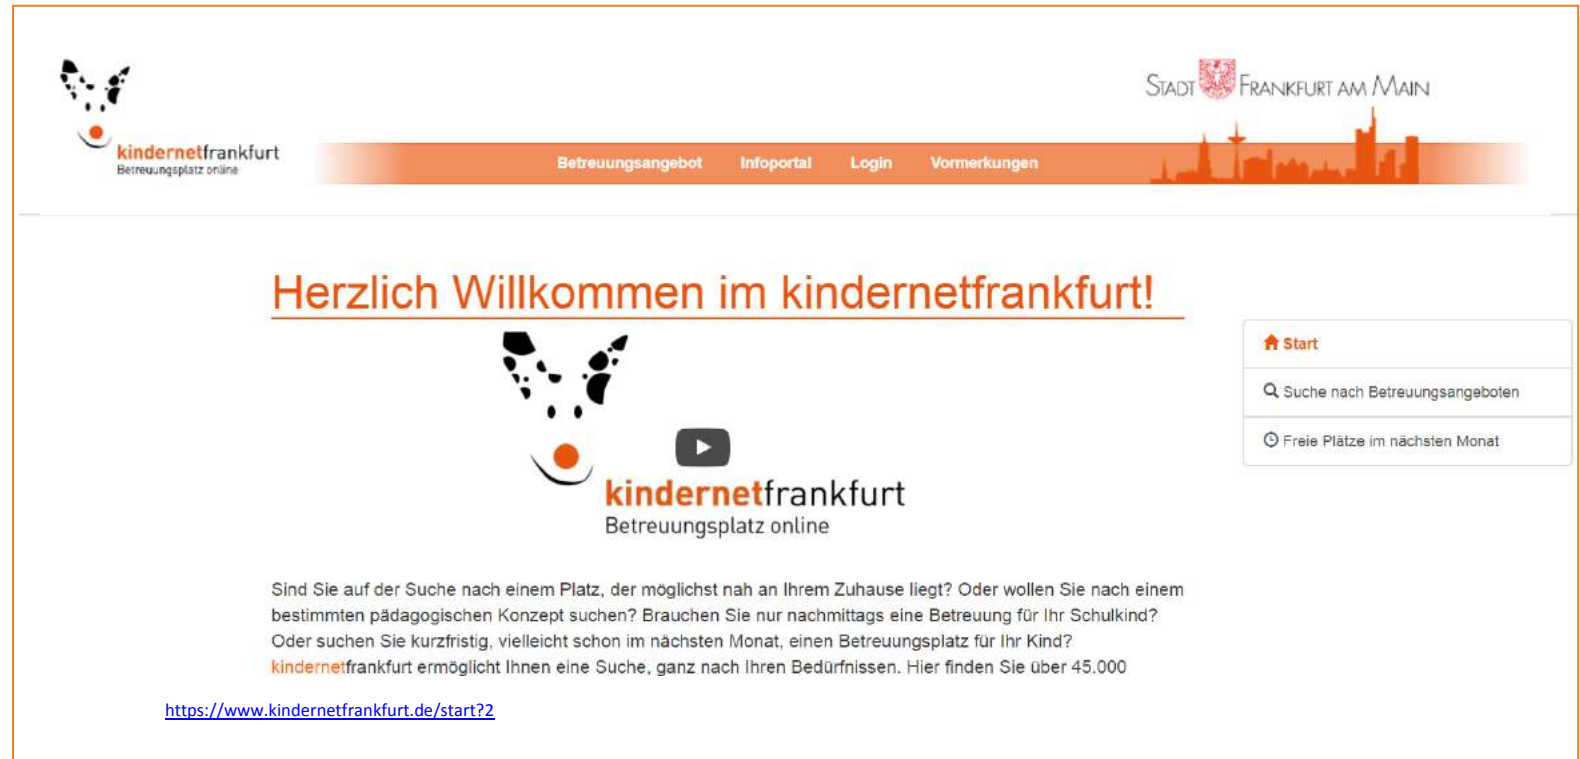 STADT FRANKFURT AM MAIN
kindernetfrankfurt
Betreuungsplatz online
Betreuungsangebot Infoportal Login Vormerkungen
Herzlich Willkommen im kindernetfrankfurt!
kindernetfrankfurt
Betreuungsplatz online
Start
Suche nach Betreuungsangeboten
Freie Plätze im nächsten Monat
Sind Sie auf der Suche nach einem Platz, der möglichst nah an Ihrem Zuhause liegt? Oder wollen Sie nach einem
bestimmten pädagogischen Konzept suchen? Brauchen Sie nur nachmittags eine Betreuung für Ihr Schulkind?
Oder suchen Sie kurzfristig, vielleicht schon im nächsten Monat, einen Betreuungsplatz für Ihr Kind?
kindernetfrankfurt ermöglicht Ihnen eine Suche, ganz nach Ihren Bedürfnissen. Hier finden Sie über 45.000
https://www.kindernetfrankfurt.de/start?2